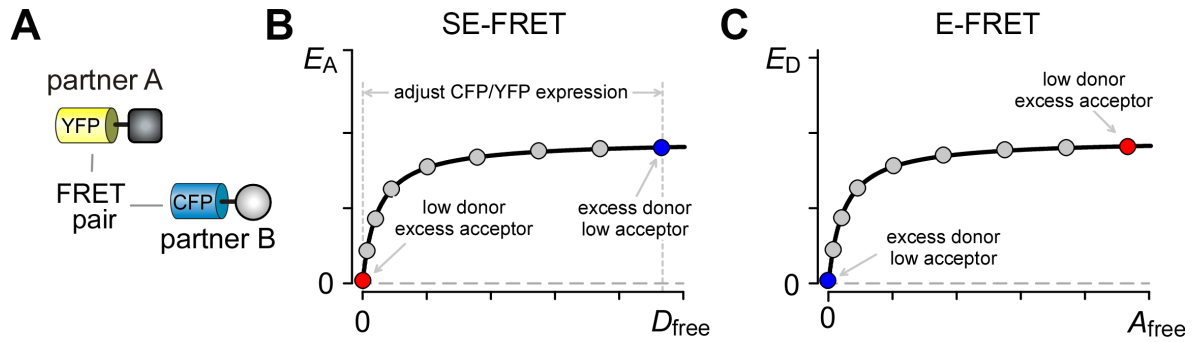 A
partner A
YFP
FRET
pair
CFP
partner B
B
SE-FRET
EA
adjust CFP/YFP expression
low donor
excess acceptor
excess donor
low acceptor
0
0
Dfree
C
E-FRET
ED
low donor
excess acceptor
excess donor
low acceptor
0
0
Afree